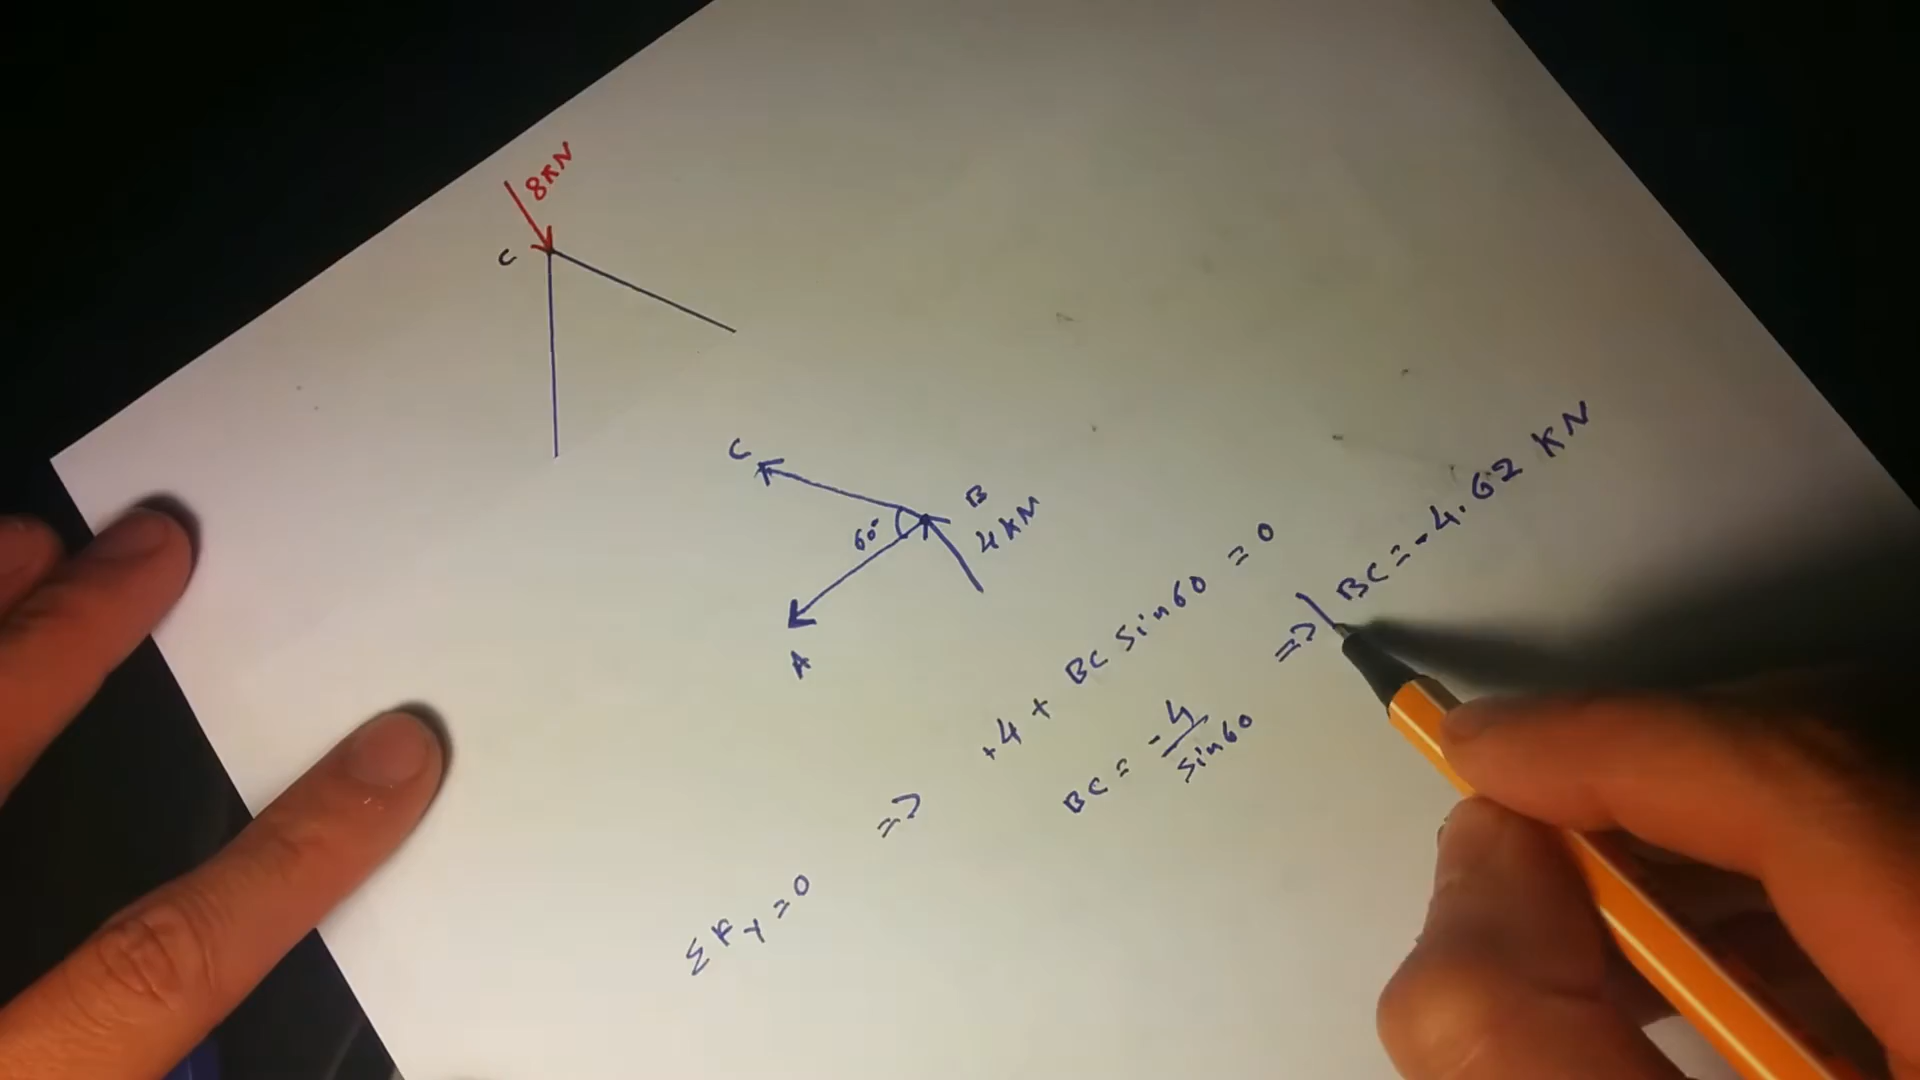 8KN
C
C
B
4KN
60°
A
ΣFy=0 => +4 + BC Sin60 = 0
BC = -4/Sin60 => BC = -4.62 KN